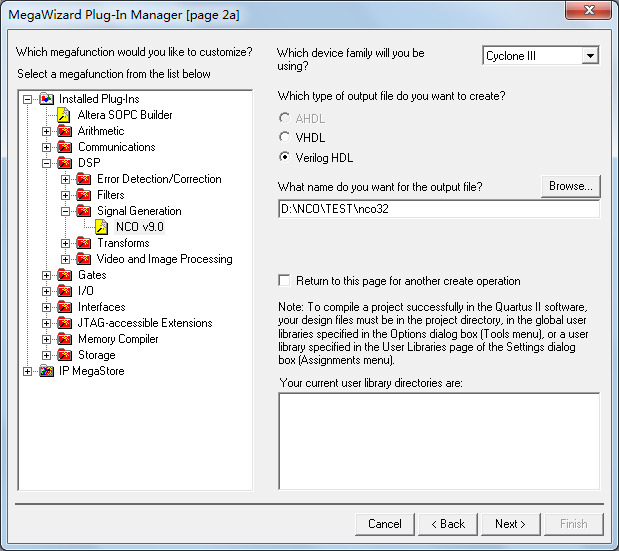 MegaWizard Plug-In Manager [page 2a]
Which megafunction would you like to customize?
Select a megafunction from the list below
Installed Plug-Ins
Altera SOPC Builder
Arithmetic
Communications
DSP
Error Detection/Correction
Filters
Signal Generation
NCO v9.0
Transforms
Video and Image Processing
Gates
I/O
Interfaces
JTAG-accessible Extensions
Memory Compiler
Storage
IP MegaStore
Which device family will you be
using?
Cyclone III
Which type of output file do you want to create?
AHDL
VHDL
Verilog HDL
What name do you want for the output file?
Browse...
D:\NCO\TEST\nco32
Return to this page for another create operation
Note: To compile a project successfully in the Quartus II software,
your design files must be in the project directory, in the global user
libraries specified in the Options dialog box (Tools menu), or a user
library specified in the User Libraries page of the Settings dialog
box (Assignments menu).
Your current user library directories are:
Cancel
< Back
Next >
Finish